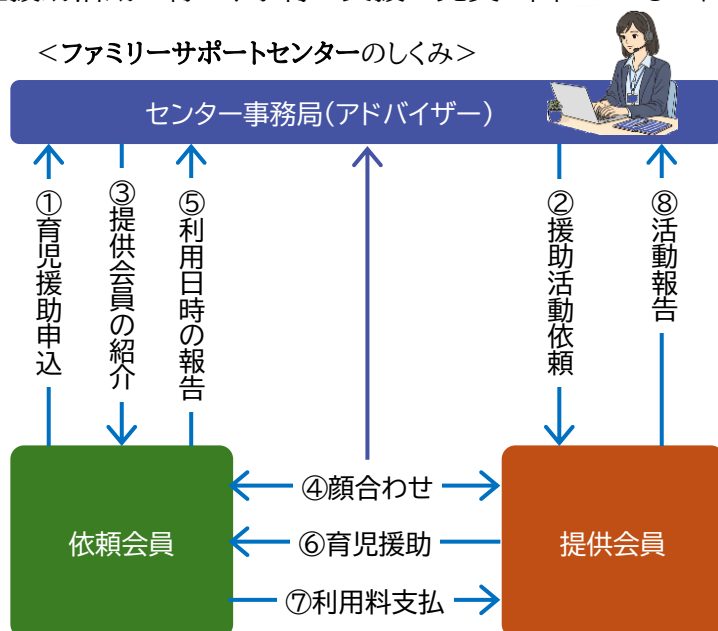 ＜ファミリーサポートセンターのしくみ＞
センター事務局(アドバイザー)
①育児援助申込
③提供会員の紹介
⑤利用日時の報告
②援助活動依頼
⑧活動報告
④顔合わせ
依頼会員
⑥育児援助
提供会員
⑦利用料支払